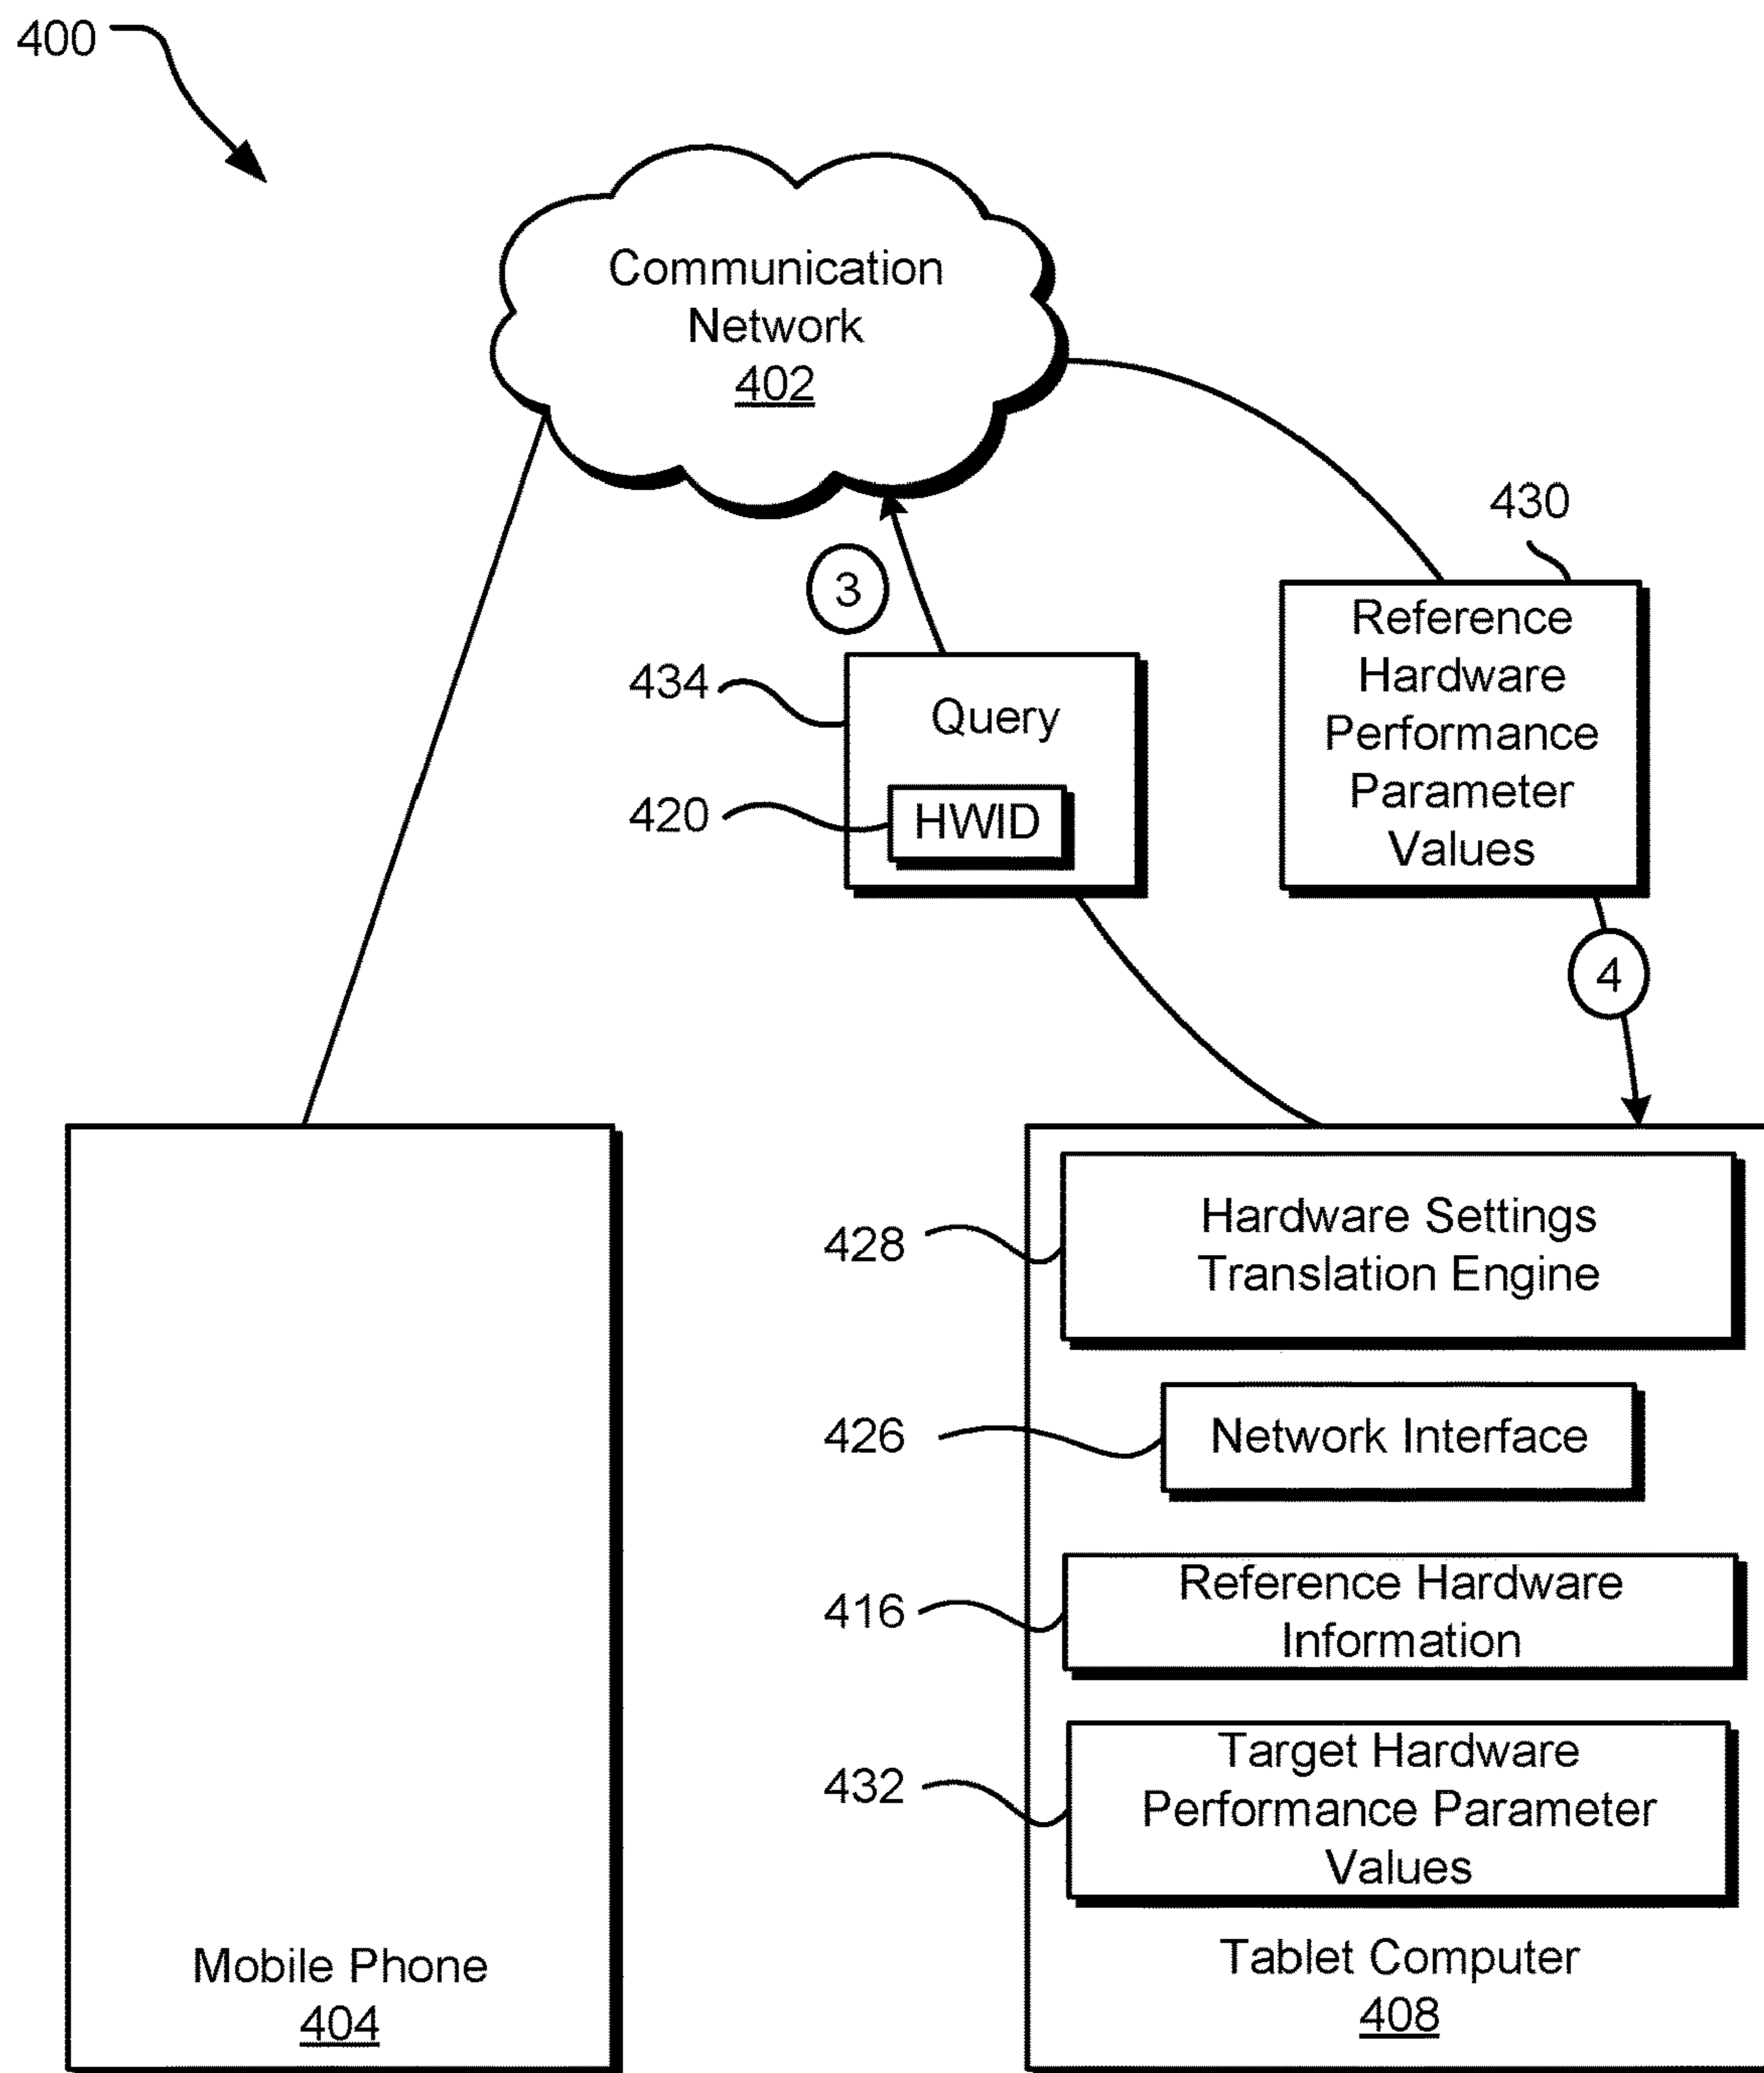 400
Communication
Network
402
430
3
Reference
Hardware
Performance
Parameter
Values
434
Query
420
HWID
4
428
Hardware Settings
Translation Engine
426
Network Interface
416
Reference Hardware
Information
432
Target Hardware
Performance Parameter
Values
Mobile Phone
404
Tablet Computer
408